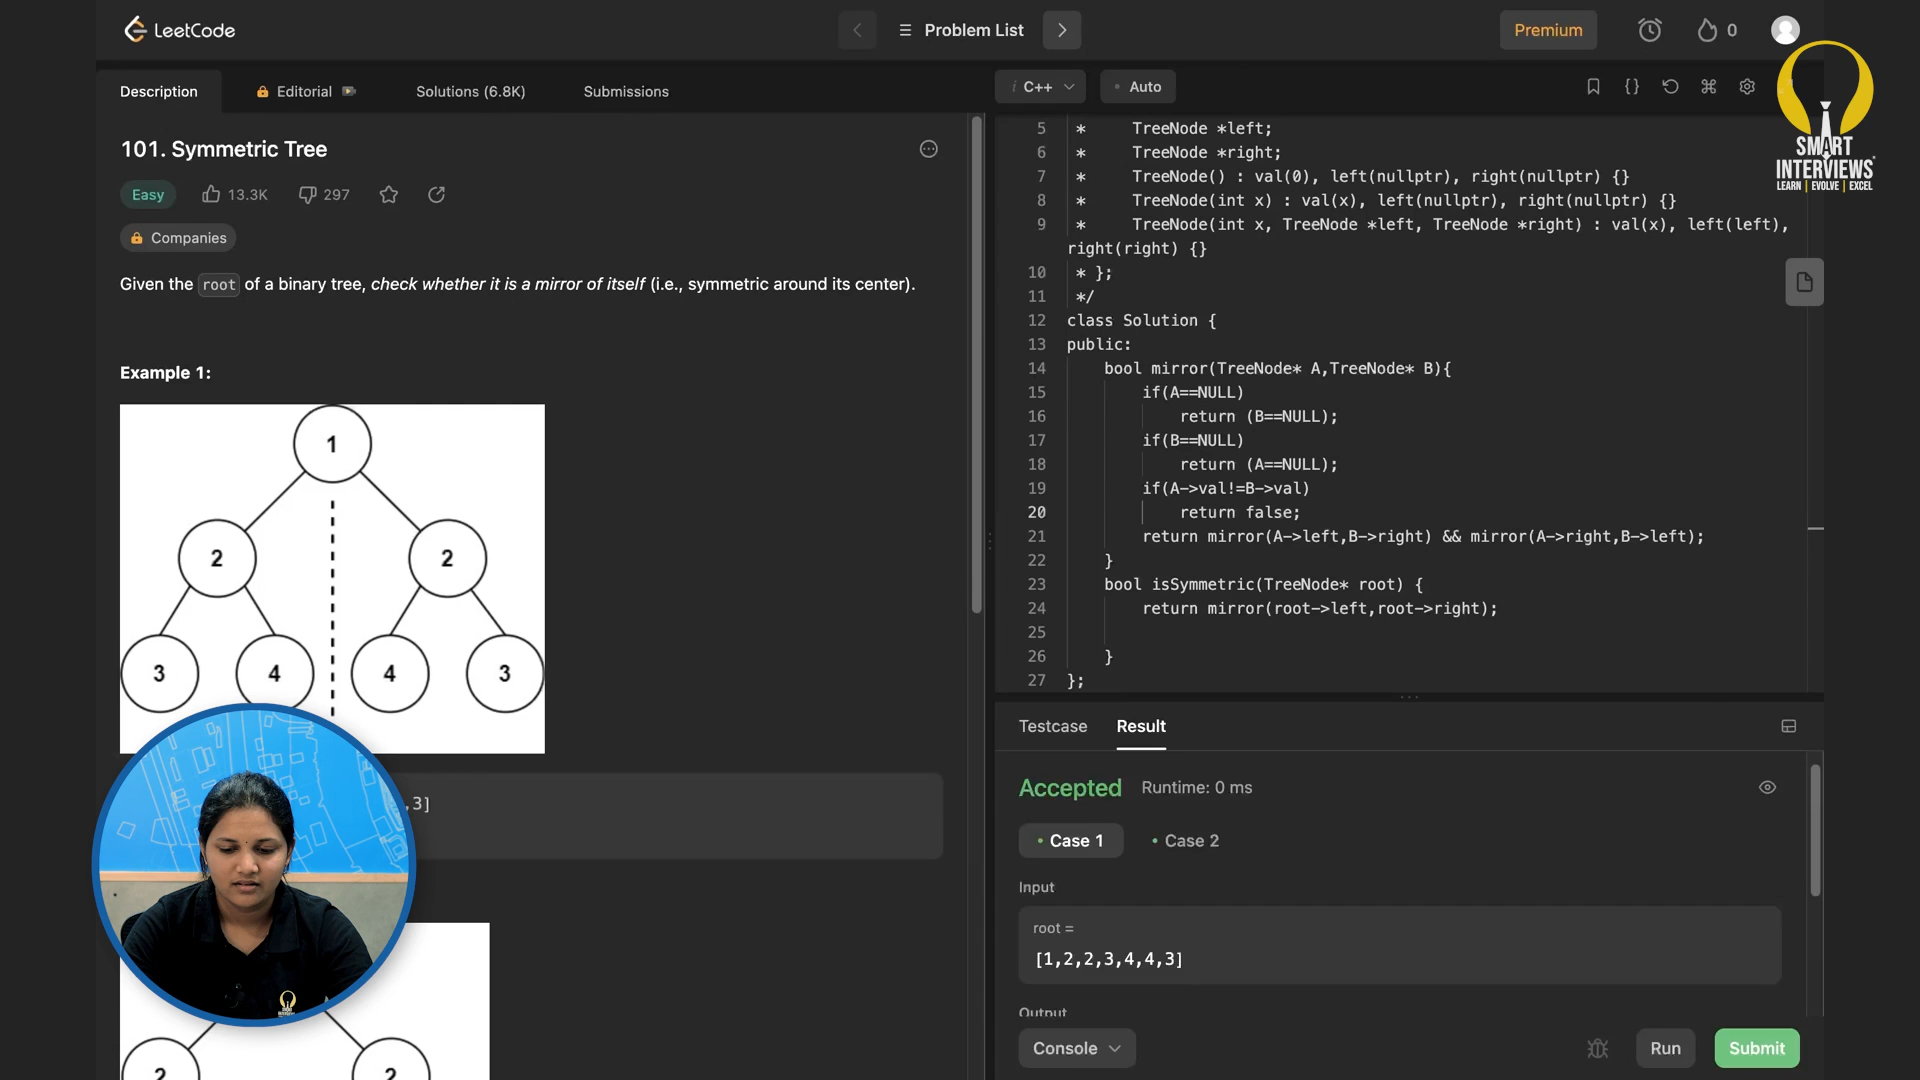 LeetCode
Problem List
Premium
0
Description
Editorial
Solutions (6.8K)
Submissions
i C++
Auto
SMART
INTERVIEWS
LEARN | EVOLVE | EXCEL
101. Symmetric Tree
Easy
13.3K
297
Companies
Given the root of a binary tree, check whether it is a mirror of itself (i.e., symmetric around its center).
Example 1:
1
2
2
3
4
4
3
,3]
2
2
5 * TreeNode *left;
6 * TreeNode *right;
7 * TreeNode() : val(0), left(nullptr), right(nullptr) {}
8 * TreeNode(int x) : val(x), left(nullptr), right(nullptr) {}
9 * TreeNode(int x, TreeNode *left, TreeNode *right) : val(x), left(left),
right(right) {}
10 * };
11 */
12 class Solution {
13 public:
14 bool mirror(TreeNode* A,TreeNode* B){
15 if(A==NULL)
16 return (B==NULL);
17 if(B==NULL)
18 return (A==NULL);
19 if(A->val!=B->val)
20 return false;
21 return mirror(A->left,B->right) && mirror(A->right,B->left);
22 }
23 bool isSymmetric(TreeNode* root) {
24 return mirror(root->left,root->right);
25
26 }
27 };
Testcase
Result
Accepted
Runtime: 0 ms
Case 1
Case 2
Input
root =
[1,2,2,3,4,4,3]
Output
Console
Run
Submit